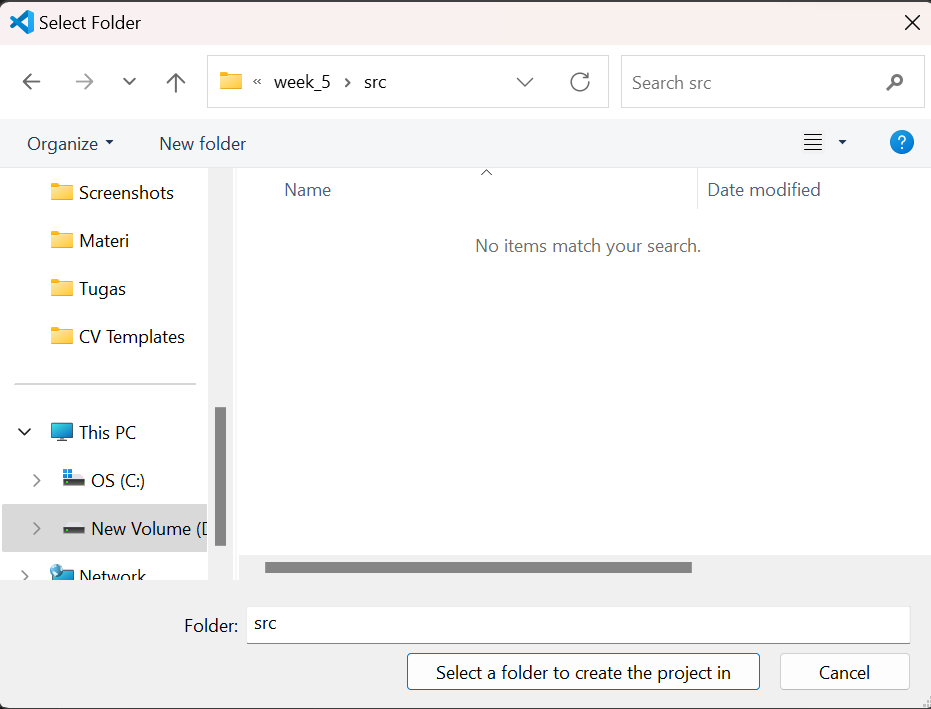 Select Folder
« week_5 › src
Search src
Organize
New folder
?
Name
Date modified
Screenshots
No items match your search.
Materi
Tugas
CV Templates
This PC
OS (C:)
New Volume (D
Network
Folder: src
Select a folder to create the project in
Cancel